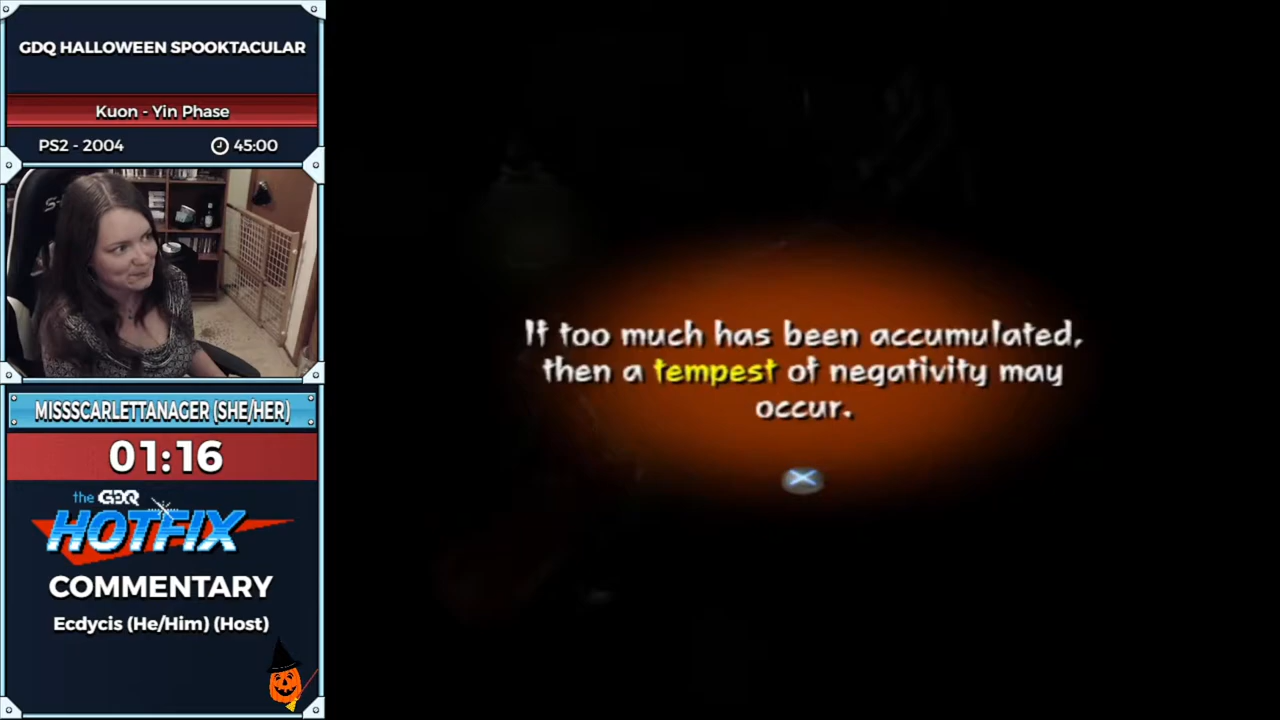 GDQ HALLOWEEN SPOOKTACULAR
Kuon - Yin Phase
PS2 - 2004
45:00
MISSSCARLETTANAGER (SHE/HER)
01:16
the GDQ
HOTFIX
COMMENTARY
Ecdycis (He/Him) (Host)
If too much has been accumulated,
then a tempest of negativity may
occur.